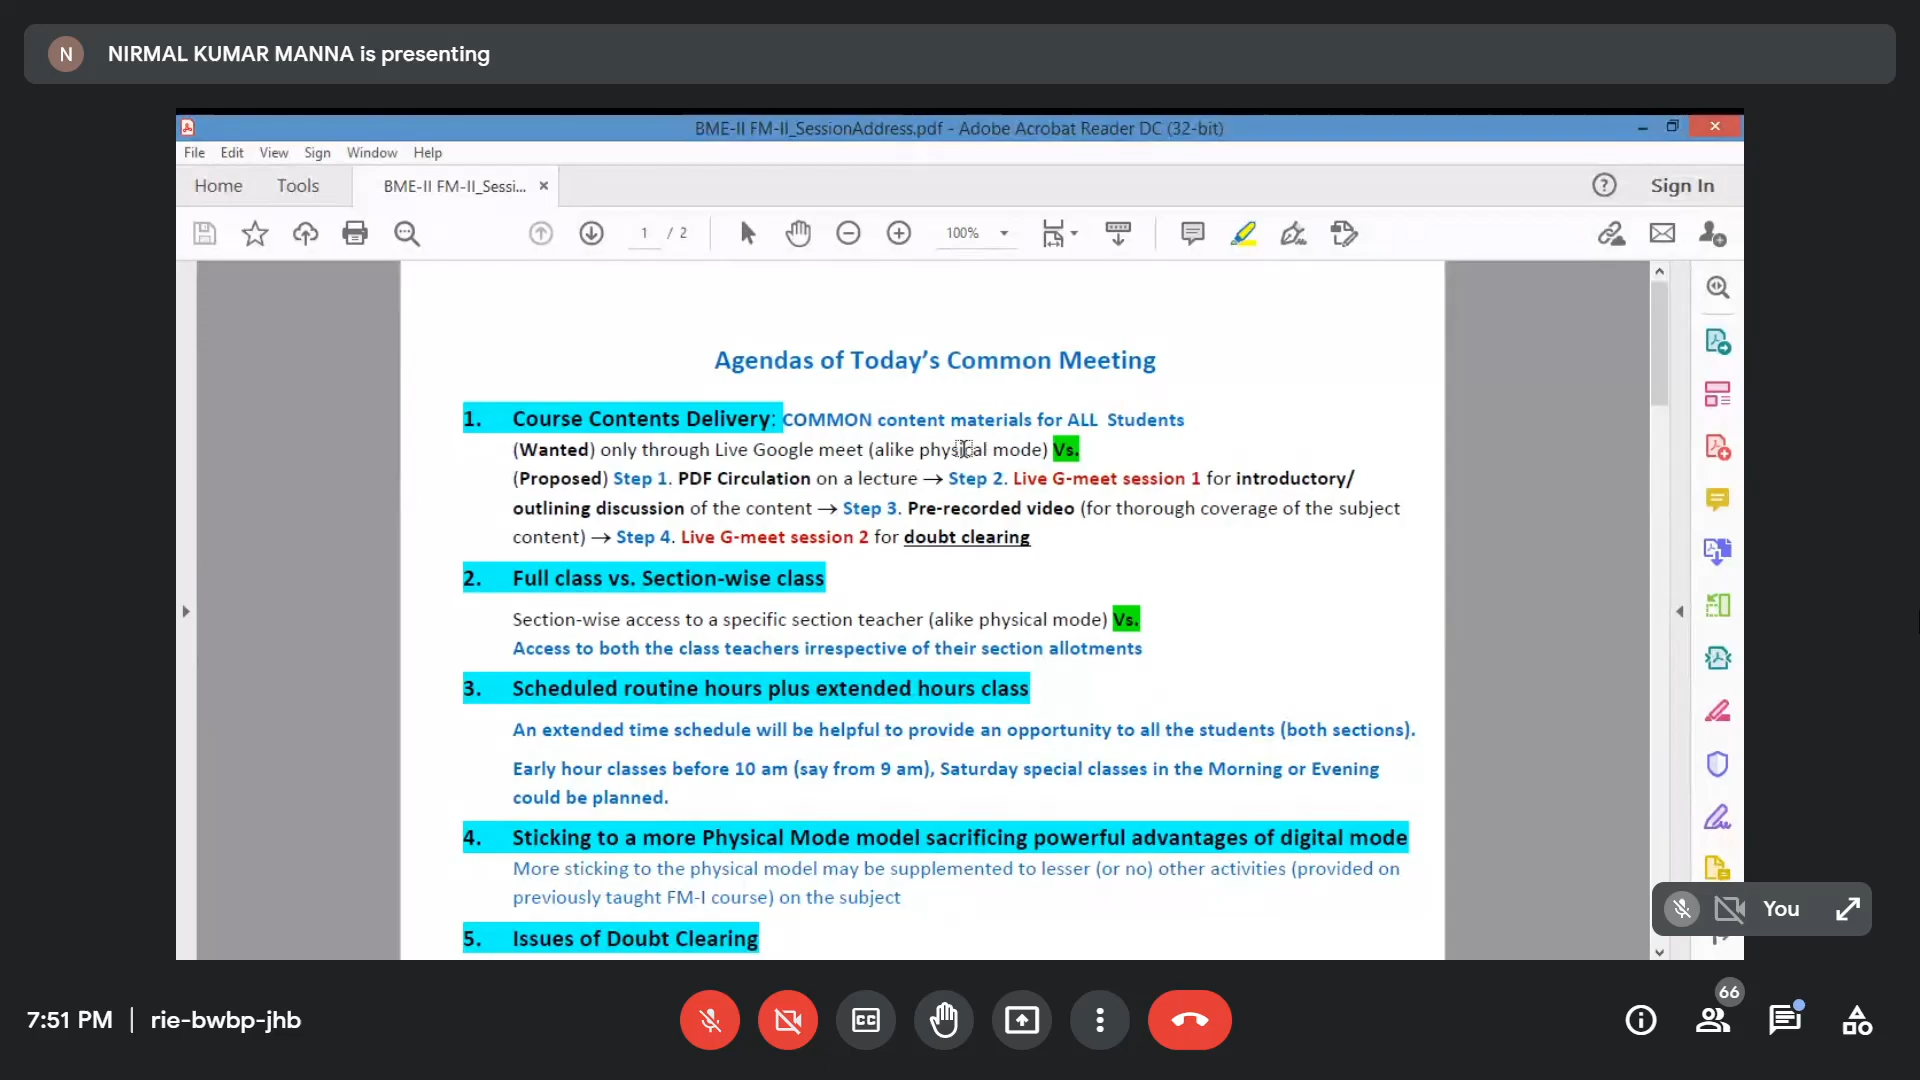 N NIRMAL KUMAR MANNA is presenting
BME-II FM-II_SessionAddress.pdf - Adobe Acrobat Reader DC (32-bit)
File Edit View Sign Window Help
Home Tools BME-II FM-II_Sessi... × Sign In
1 / 2 100%
Agendas of Today’s Common Meeting
1. Course Contents Delivery: COMMON content materials for ALL Students
(Wanted) only through Live Google meet (alike physical mode) Vs.
(Proposed) Step 1. PDF Circulation on a lecture → Step 2. Live G-meet session 1 for introductory/
outlining discussion of the content → Step 3. Pre-recorded video (for thorough coverage of the subject
content) → Step 4. Live G-meet session 2 for doubt clearing
2. Full class vs. Section-wise class
Section-wise access to a specific section teacher (alike physical mode) Vs.
Access to both the class teachers irrespective of their section allotments
3. Scheduled routine hours plus extended hours class
An extended time schedule will be helpful to provide an opportunity to all the students (both sections).
Early hour classes before 10 am (say from 9 am), Saturday special classes in the Morning or Evening
could be planned.
4. Sticking to a more Physical Mode model sacrificing powerful advantages of digital mode
More sticking to the physical model may be supplemented to lesser (or no) other activities (provided on
previously taught FM-I course) on the subject
5. Issues of Doubt Clearing
You
7:51 PM | rie-bwbp-jhb
CC
66